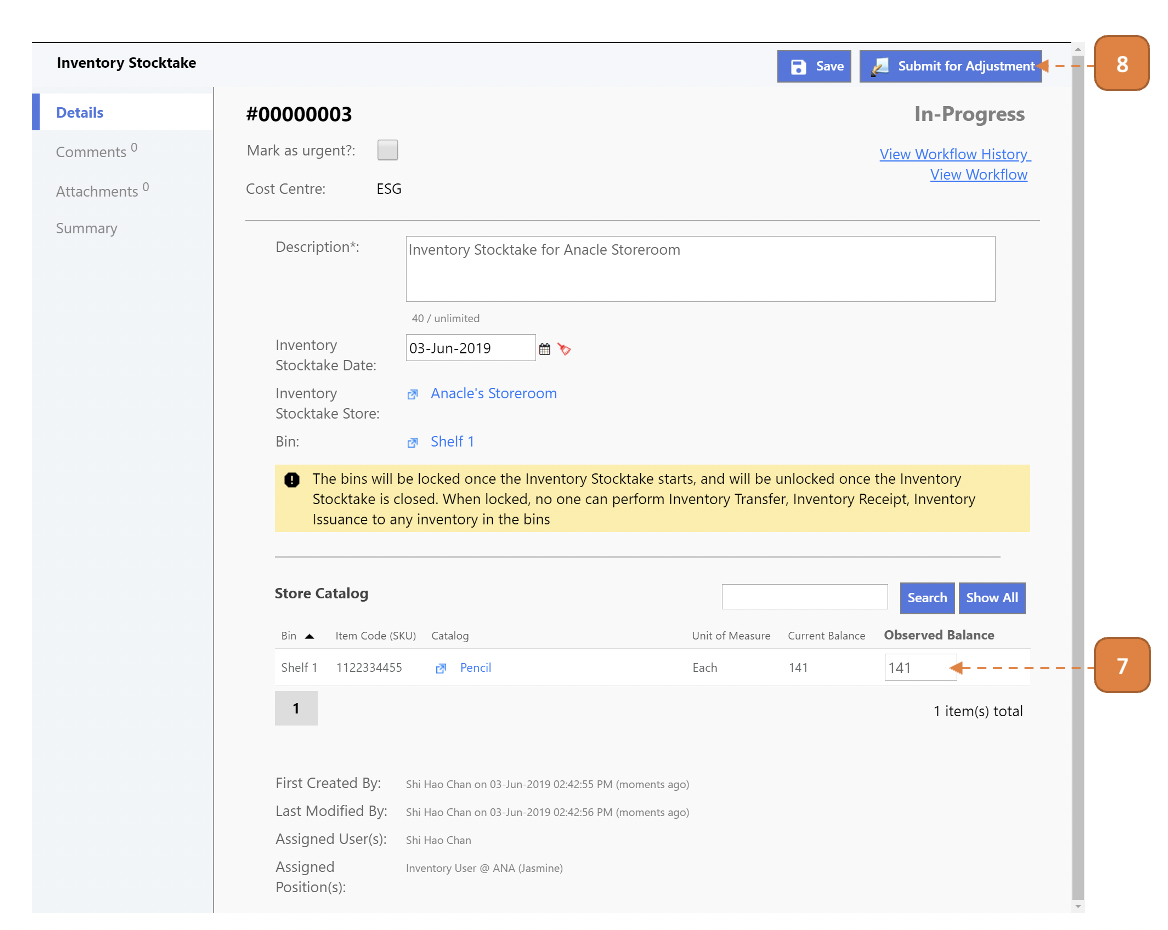 Inventory Stocktake
Save
Submit for Adjustment
8
Details
Comments 0
Attachments 0
Summary
#00000003
In-Progress
Mark as urgent?:
View Workflow History
View Workflow
Cost Centre: ESG
Description*: Inventory Stocktake for Anacle Storeroom
40 / unlimited
Inventory
Stocktake Date: 03-Jun-2019
Inventory
Stocktake Store: Anacle's Storeroom
Bin: Shelf 1
The bins will be locked once the Inventory Stocktake starts, and will be unlocked once the Inventory
Stocktake is closed. When locked, no one can perform Inventory Transfer, Inventory Receipt, Inventory
Issuance to any inventory in the bins
Store Catalog
Search
Show All
Bin Item Code (SKU) Catalog Unit of Measure Current Balance Observed Balance
Shelf 1 1122334455 Pencil Each 141 141
7
1
1 item(s) total
First Created By: Shi Hao Chan on 03-Jun-2019 02:42:55 PM (moments ago)
Last Modified By: Shi Hao Chan on 03-Jun-2019 02:42:56 PM (moments ago)
Assigned User(s): Shi Hao Chan
Assigned
Position(s): Inventory User @ ANA (Jasmine)